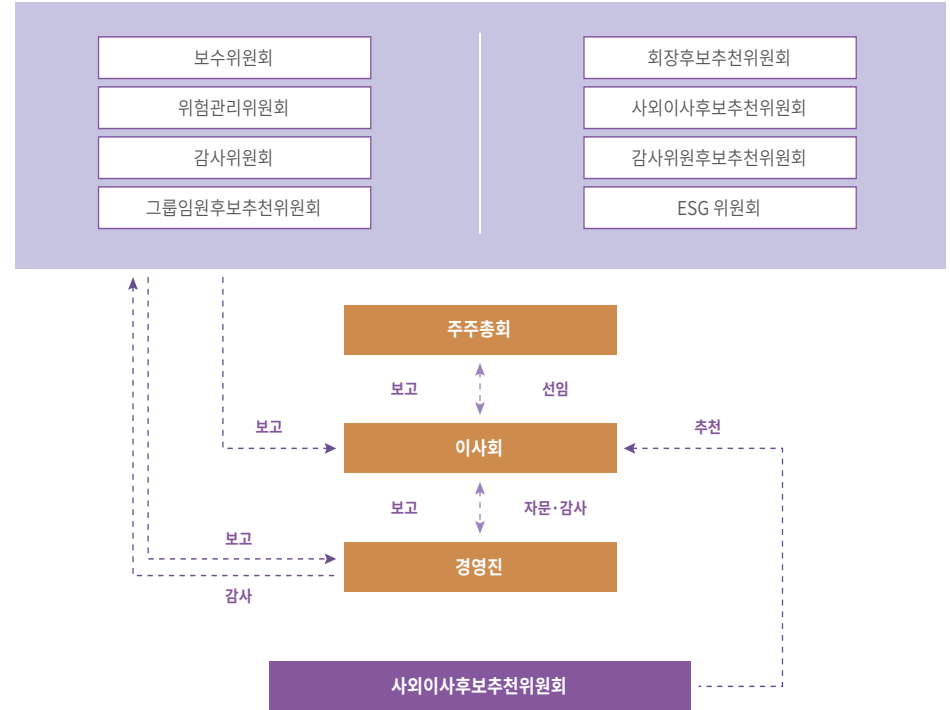 보수위원회
위험관리위원회
감사위원회
그룹임원후보추천위원회
회장후보추천위원회
사외이사후보추천위원회
감사위원후보추천위원회
ESG 위원회
주주총회
보고
선임
보고
이사회
추천
보고
자문·감사
보고
경영진
감사
사외이사후보추천위원회